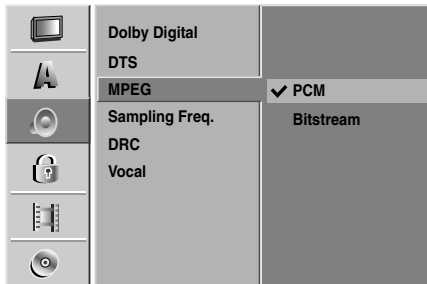 Dolby Digital
DTS
MPEG
PCM
Sampling Freq.
Bitstream
DRC
Vocal